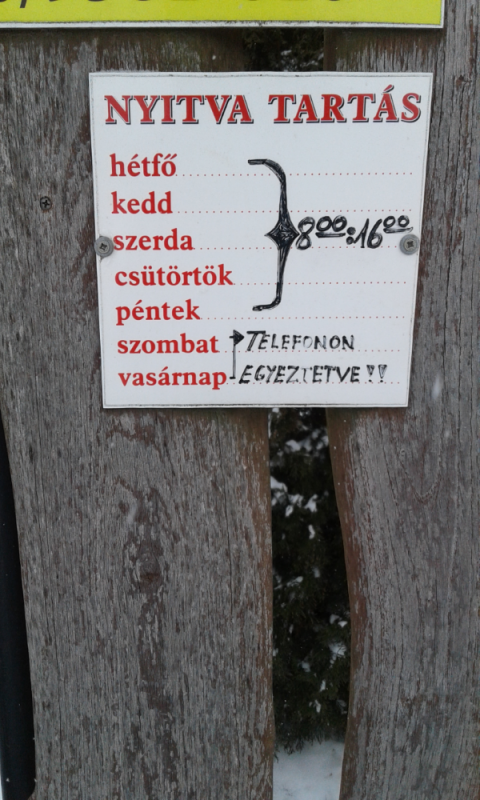 NYITVA TARTÁS
hétfő
kedd
szerda 8⁰⁰:16⁰⁰
csütörtök
péntek
szombat TELEFONON
vasárnap EGYEZTETVE!!